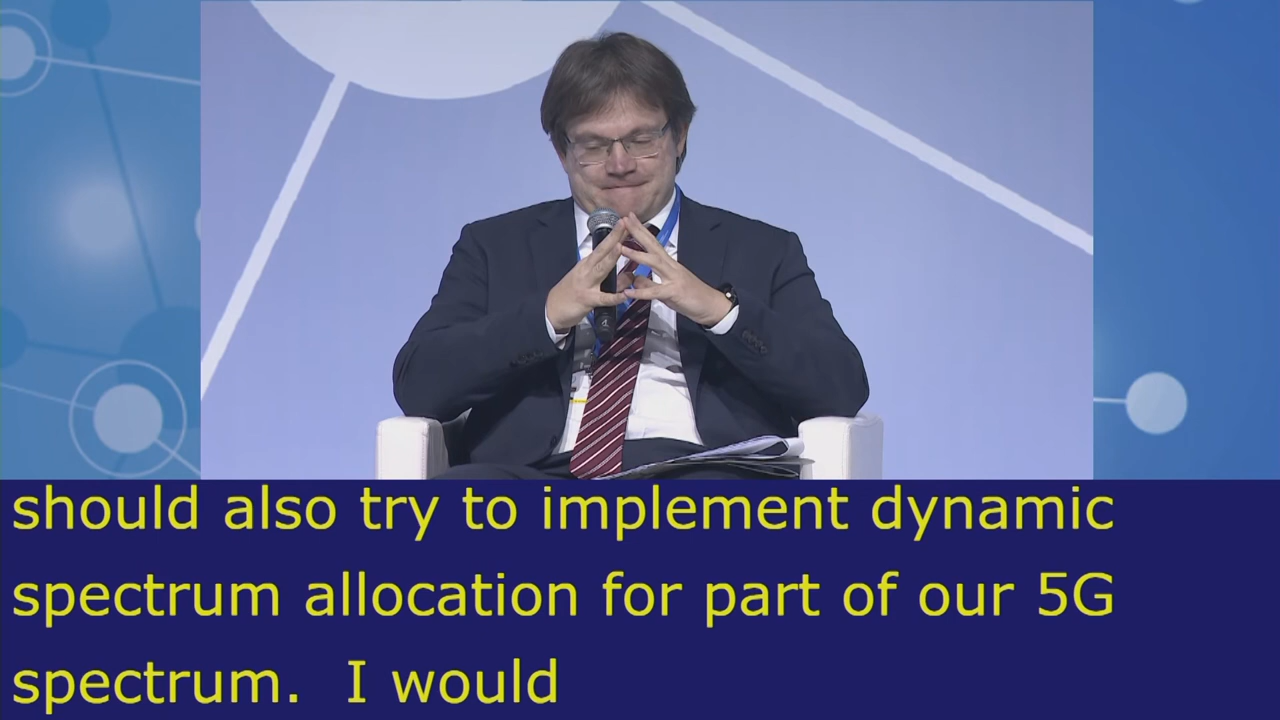 should also try to implement dynamic
spectrum allocation for part of our 5G
spectrum.  I would